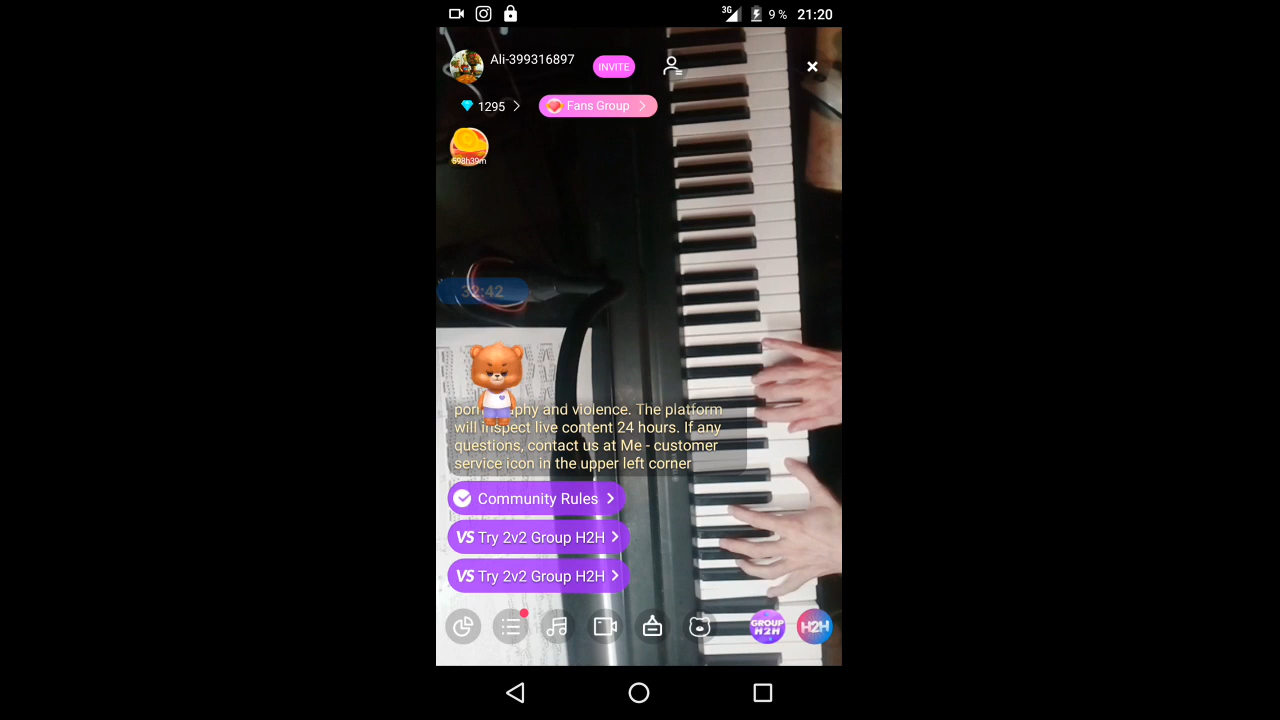 3G 9 % 21:20
Ali-399316897 INVITE
1295 Fans Group
598h39m
32:42
and violence. The platform
will inspect live content 24 hours. If any
questions, contact us at Me - customer
service icon in the upper left corner
Community Rules
VS Try 2v2 Group H2H
VS Try 2v2 Group H2H
GROUP H2H H2H